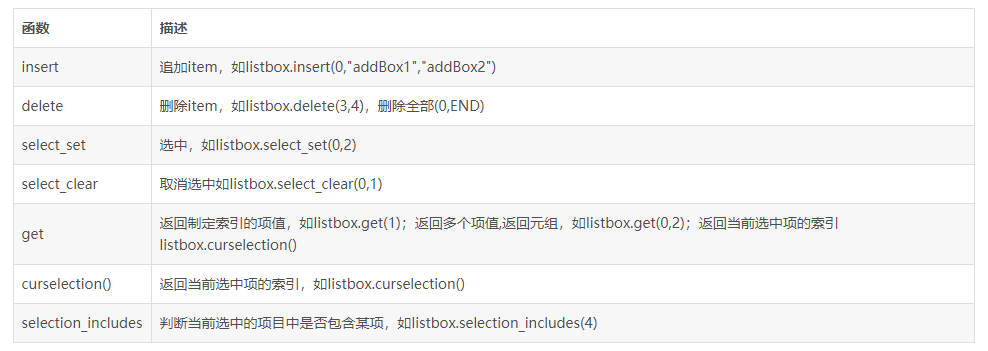 函数 描述
insert 追加item，如listbox.insert(0,"addBox1","addBox2")
delete 删除item，如listbox.delete(3,4)，删除全部(0,END)
select_set 选中，如listbox.select_set(0,2)
select_clear 取消选中如listbox.select_clear(0,1)
get 返回制定索引的项值，如listbox.get(1)；返回多个项值,返回元组，如listbox.get(0,2)；返回当前选中项的索引
listbox.curselection()
curselection() 返回当前选中项的索引，如listbox.curselection()
selection_includes 判断当前选中的项目中是否包含某项，如listbox.selection_includes(4)